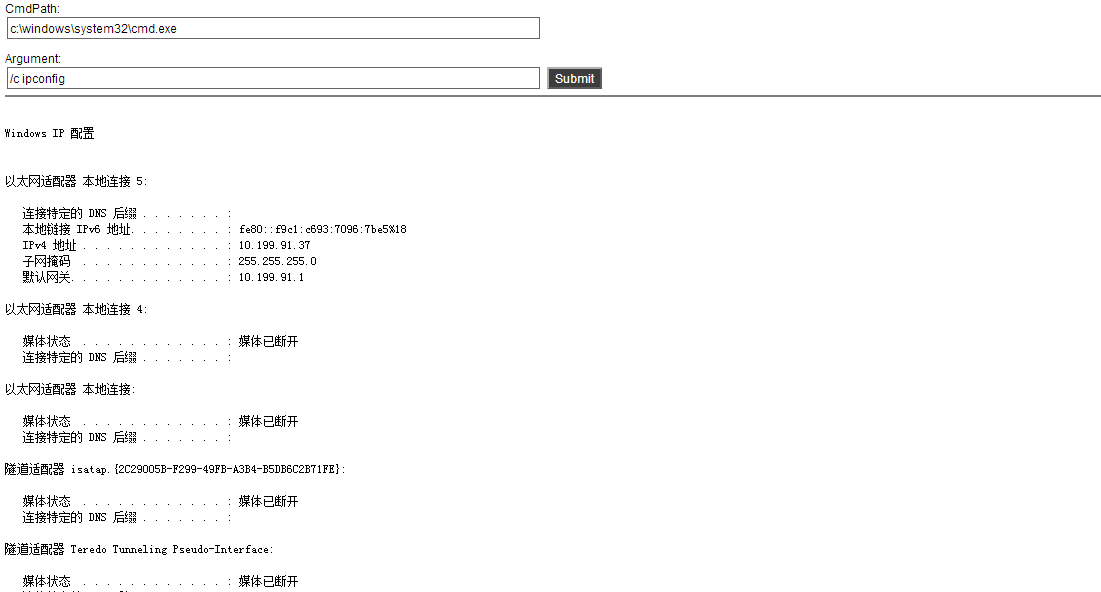 CmdPath:
c:\windows\system32\cmd.exe
Argument:
/c ipconfig
Submit
Windows IP 配置
以太网适配器 本地连接 5:
连接特定的 DNS 后缀 . . . . . . . :
本地链接 IPv6 地址. . . . . . . . : fe80::f9c1:c693:7096:7be5%18
IPv4 地址 . . . . . . . . . . . . : 10.199.91.37
子网掩码 . . . . . . . . . . . . : 255.255.255.0
默认网关. . . . . . . . . . . . . : 10.199.91.1
以太网适配器 本地连接 4:
媒体状态 . . . . . . . . . . . . : 媒体已断开
连接特定的 DNS 后缀 . . . . . . . :
以太网适配器 本地连接:
媒体状态 . . . . . . . . . . . . : 媒体已断开
连接特定的 DNS 后缀 . . . . . . . :
隧道适配器 isatap.{2C29005B-F299-49FB-A3B4-B5DB6C2B71FE}:
媒体状态 . . . . . . . . . . . . : 媒体已断开
连接特定的 DNS 后缀 . . . . . . . :
隧道适配器 Teredo Tunneling Pseudo-Interface:
媒体状态 . . . . . . . . . . . . : 媒体已断开